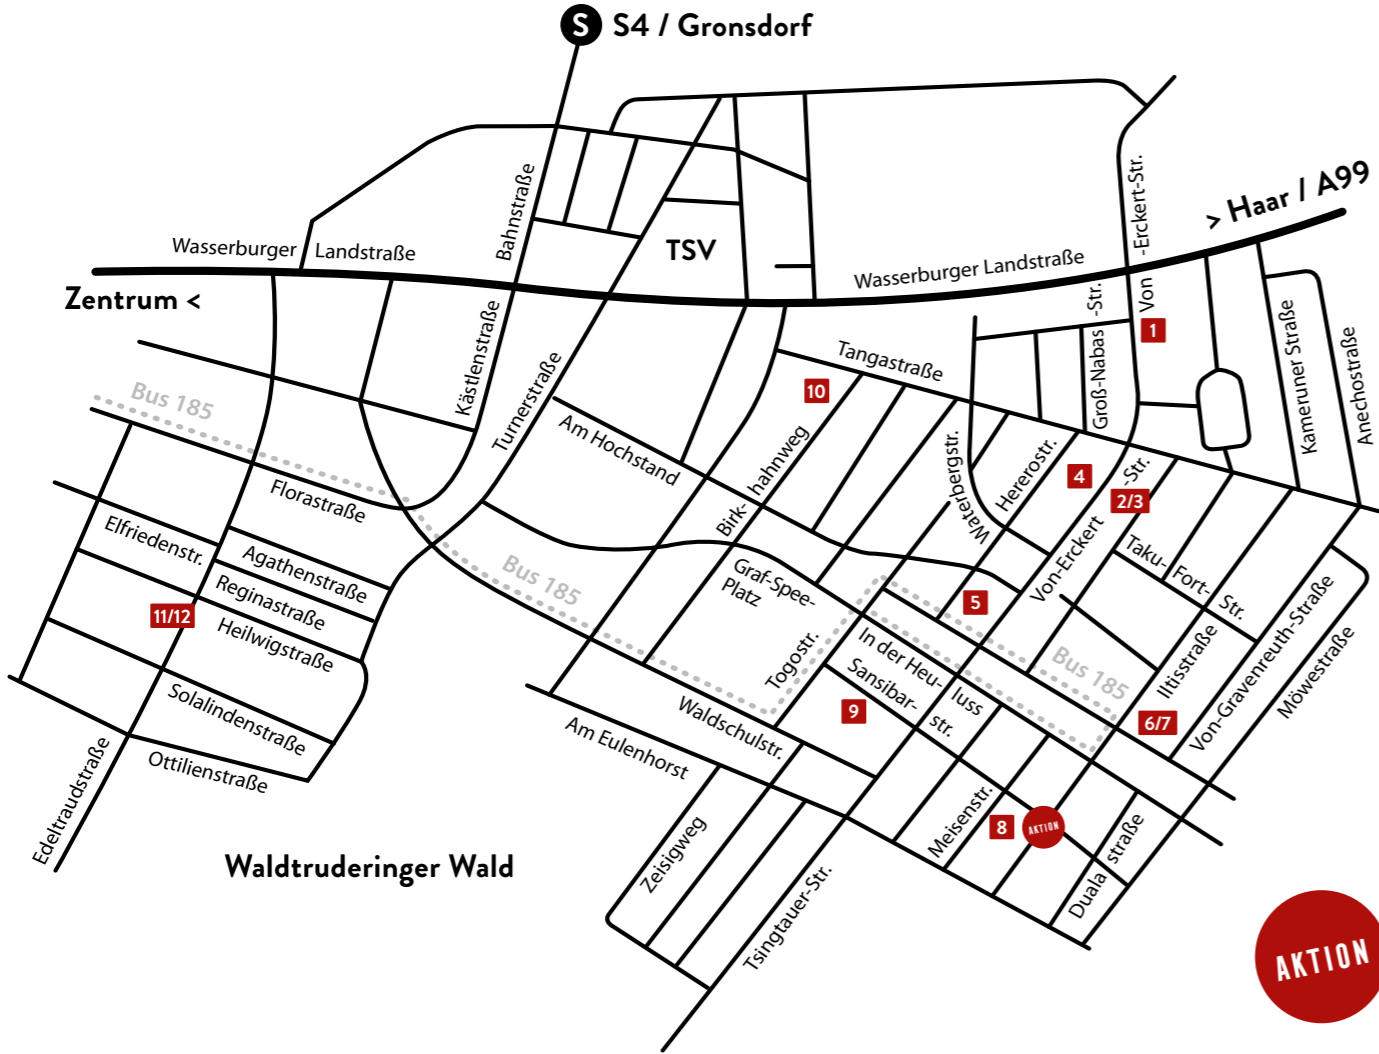 S S4 / Gronsdorf
Bahnstraße
Von -Erckert-Str.
> Haar / A99
Wasserburger Landstraße
TSV
Wasserburger Landstraße
Zentrum <
Kästlenstraße
Turnerstraße
Tangastraße
Groß-Nabas -Str.
1
Kameruner Straße
Anechostraße
Bus 185
10
Am Hochstand
Birk-
hahnweg
Waterbergstr.
Hererostr.
4
2/3
Von-Erckert -Str.
Florastraße
Elfriedenstr.
Agathenstraße
Reginastraße
Heilwigstraße
11/12
Bus 185
Graf-Spee-
Platz
5
Taku-
Fort-
Str.
Iltisstraße
Von-Gravenreuth-Straße
Möwestraße
Togostr.
In der Heu-
luss
Sansibar-
str.
Bus 185
6/7
9
Solalindenstraße
Ottilienstraße
Edeltraudstraße
Waldschulstr.
Am Eulenhorst
Meisenstr.
8
AKTION
Duala
straße
Zeisigweg
Tsingtauer-Str.
Waldtruderinger Wald
AKTION